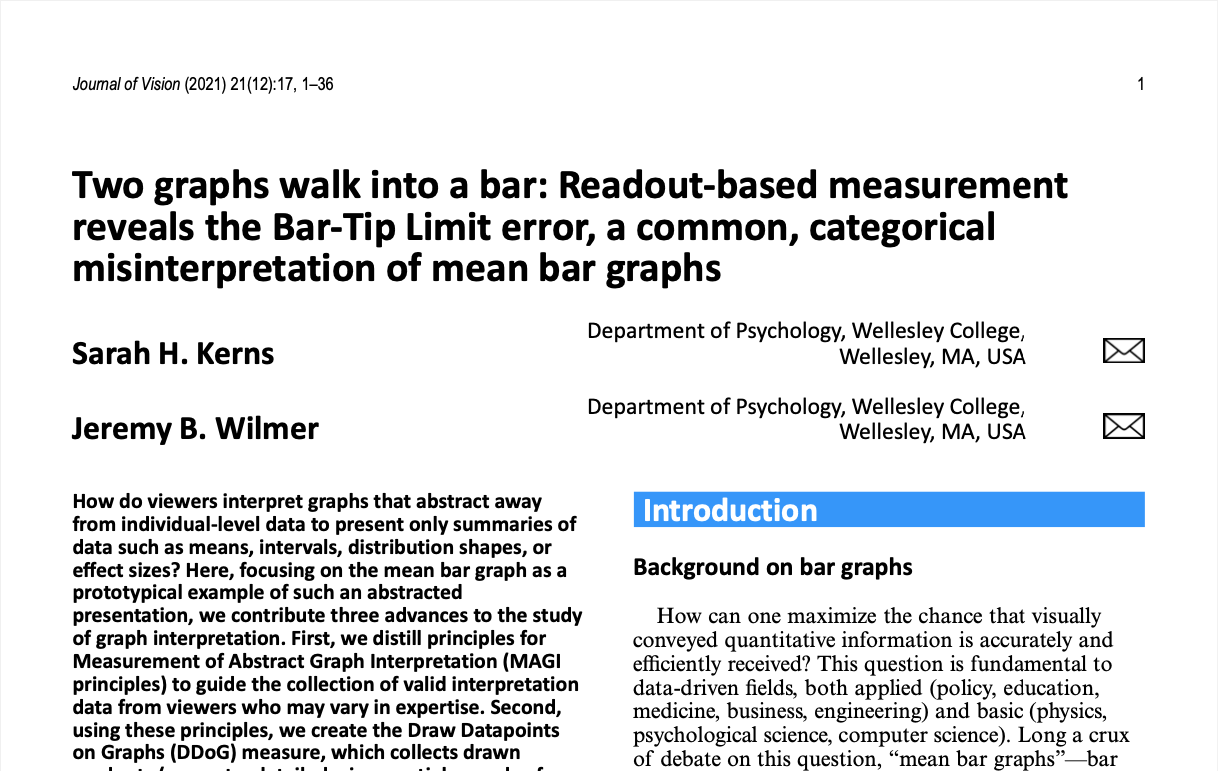 Journal of Vision (2021) 21(12):17, 1–36
1
Two graphs walk into a bar: Readout-based measurement
reveals the Bar-Tip Limit error, a common, categorical
misinterpretation of mean bar graphs
Sarah H. Kerns
Department of Psychology, Wellesley College,
Wellesley, MA, USA
Jeremy B. Wilmer
Department of Psychology, Wellesley College,
Wellesley, MA, USA
How do viewers interpret graphs that abstract away
from individual-level data to present only summaries of
data such as means, intervals, distribution shapes, or
effect sizes? Here, focusing on the mean bar graph as a
prototypical example of such an abstracted
presentation, we contribute three advances to the study
of graph interpretation. First, we distill principles for
Measurement of Abstract Graph Interpretation (MAGI
principles) to guide the collection of valid interpretation
data from viewers who may vary in expertise. Second,
using these principles, we create the Draw Datapoints
on Graphs (DDoG) measure, which collects drawn
Introduction
Background on bar graphs
How can one maximize the chance that visually
conveyed quantitative information is accurately and
efficiently received? This question is fundamental to
data-driven fields, both applied (policy, education,
medicine, business, engineering) and basic (physics,
psychological science, computer science). Long a crux
of debate on this question, “mean bar graphs”—bar